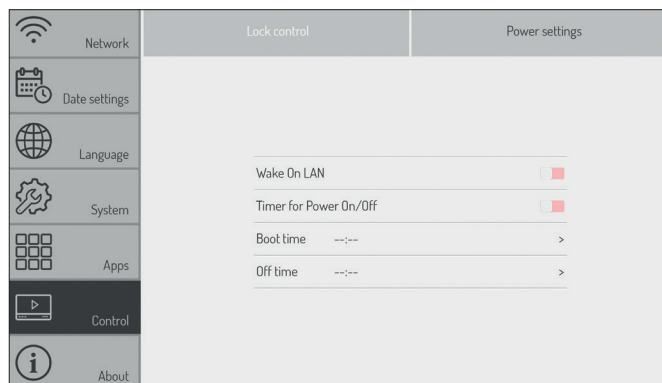 Network
Date settings
Language
System
Apps
Control
About
Lock control
Power settings
Wake On LAN
Timer for Power On/Off
Boot time --:-- >
Off time --:-- >